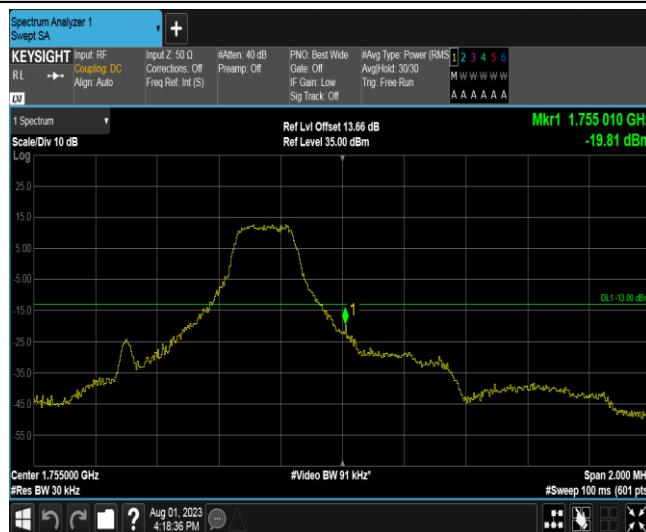 Spectrum Analyzer 1
Swept SA
KEYSIGHT
RL
Input: RF
Coupling: DC
Align: Auto
Input Z: 50 Ω
Corrections: Off
Freq Ref: Int (S)
#Atten: 40 dB
Preamp: Off
PNO: Best Wide
Gate: Off
IF Gain: Low
Sig Track: Off
#Avg Type: Power (RMS
Avg|Hold: 30/30
Trig: Free Run
1 2 3 4 5 6
M W W W W W
A A A A A A
LXI
1 Spectrum
Scale/Div 10 dB
Ref Lvl Offset 13.66 dB
Ref Level 35.00 dBm
Mkr1 1.755 010 GHz
-19.81 dBm
Log
25.0
15.0
5.00
-5.00
DL1 -13.00 dBm
-15.0
1
-25.0
-35.0
-45.0
-55.0
Center 1.755000 GHz
#Video BW 91 kHz*
Span 2.000 MH
#Res BW 30 kHz
#Sweep 100 ms (601 pts
?
Aug 01, 2023
4:18:36 PM